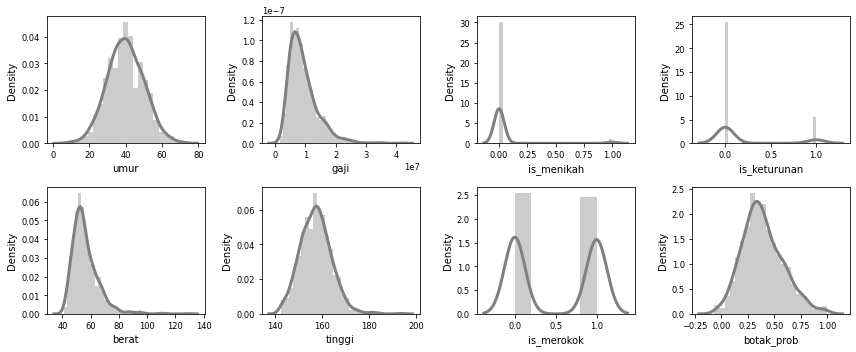 0.04
0.03
0.02
0.01
0.00
Density
0 20 40 60 80
umur
1e−7
1.2
1.0
0.8
0.6
0.4
0.2
0.0
Density
0 1 2 3 4
1e7
gaji
30
25
20
15
10
5
0
Density
0.00 0.25 0.50 0.75 1.00
is_menikah
25
20
15
10
5
0
Density
0.0 0.5 1.0
is_keturunan
0.06
0.05
0.04
0.03
0.02
0.01
0.00
Density
40 60 80 100 120 140
berat
0.06
0.04
0.02
0.00
Density
140 160 180 200
tinggi
2.5
2.0
1.5
1.0
0.5
0.0
Density
0.0 0.5 1.0
is_merokok
2.5
2.0
1.5
1.0
0.5
0.0
Density
−0.25 0.00 0.25 0.50 0.75 1.00
botak_prob